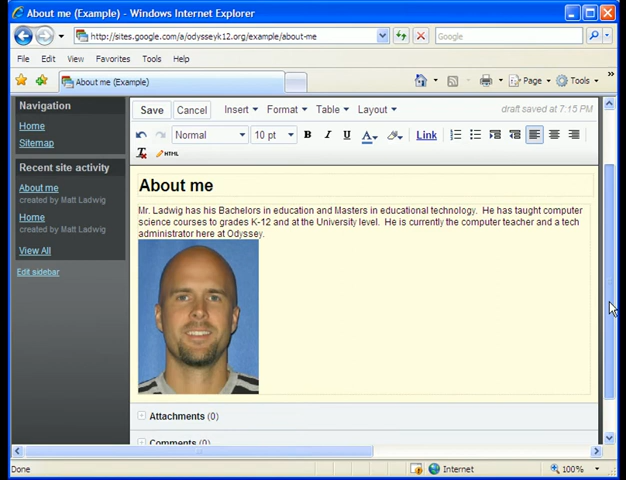 About me (Example) - Windows Internet Explorer
http://sites.google.com/a/odysseyk12.org/example/about-me
Google
File Edit View Favorites Tools Help
About me (Example)
Page Tools
Navigation
Home
Sitemap
Recent site activity
About me
created by Matt Ladwig
Home
created by Matt Ladwig
View All
Edit sidebar
Save Cancel Insert Format Table Layout draft saved at 7:15 PM
Normal 10 pt B I U A Link
T HTML
About me
Mr. Ladwig has his Bachelors in education and Masters in educational technology. He has taught computer
science courses to grades K-12 and at the University level. He is currently the computer teacher and a tech
administrator here at Odyssey.
Attachments (0)
Comments (0)
Done Internet 100%